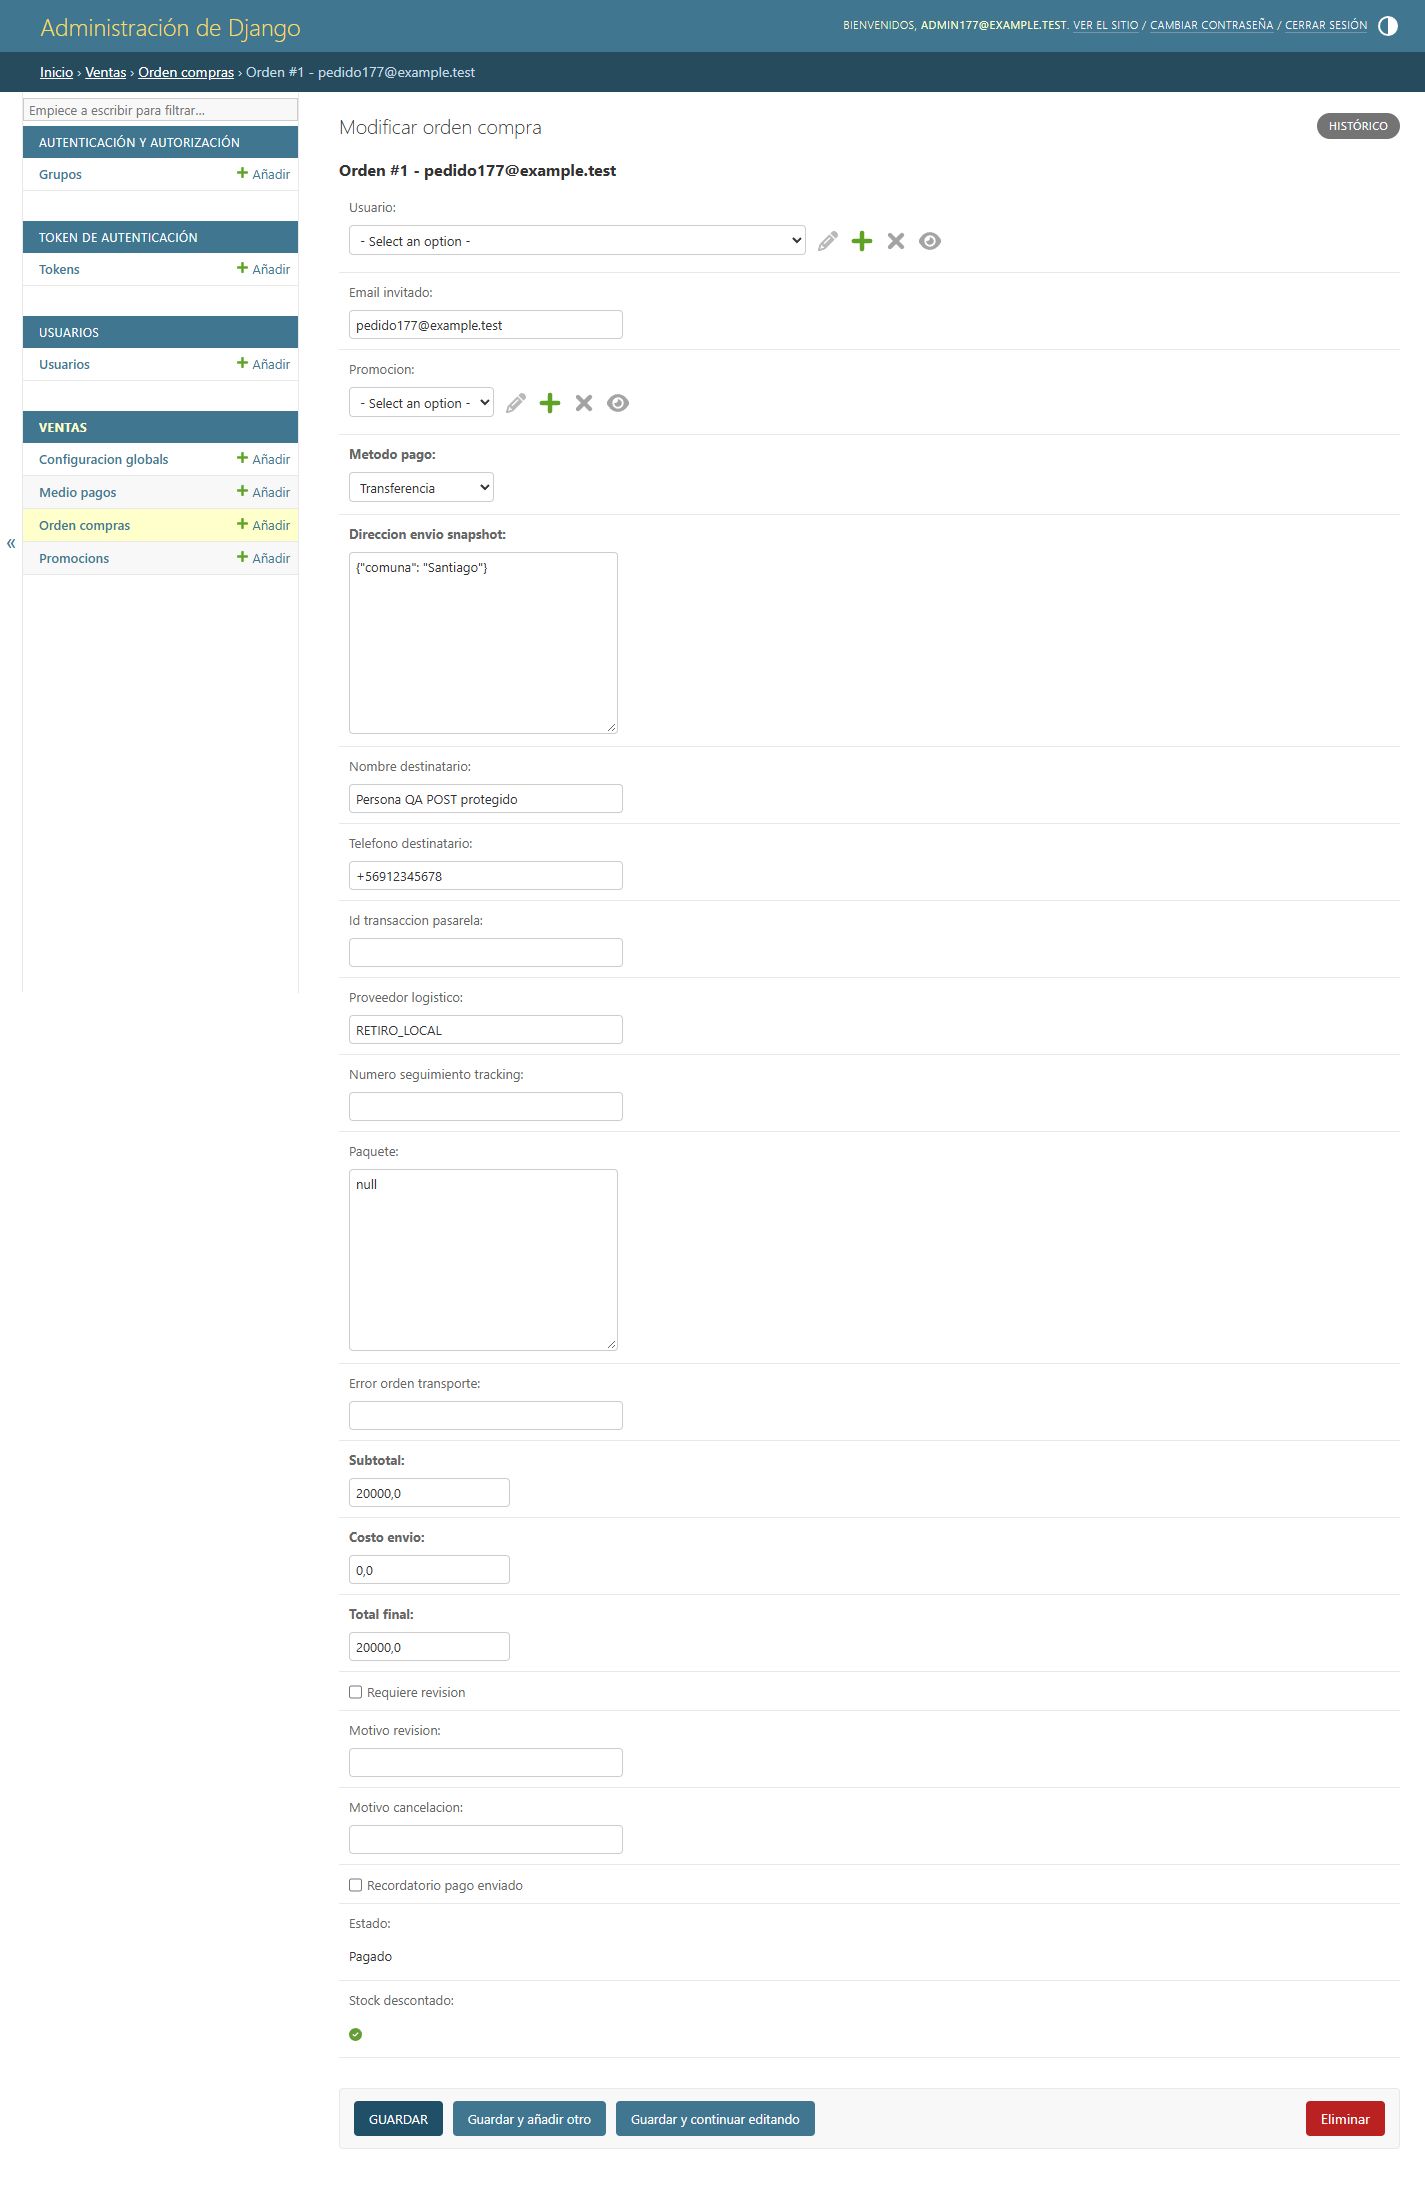 Administración de Django
BIENVENIDOS, ADMIN177@EXAMPLE.TEST. VER EL SITIO / CAMBIAR CONTRASEÑA / CERRAR SESIÓN
Inicio › Ventas › Orden compras › Orden #1 - pedido177@example.test
Empiece a escribir para filtrar...
AUTENTICACIÓN Y AUTORIZACIÓN
Grupos Añadir
TOKEN DE AUTENTICACIÓN
Tokens Añadir
USUARIOS
Usuarios Añadir
VENTAS
Configuracion globals Añadir
Medio pagos Añadir
Orden compras Añadir
Promocions Añadir
«
Modificar orden compra
HISTÓRICO
Orden #1 - pedido177@example.test
Usuario:
- Select an option -
Email invitado:
pedido177@example.test
Promocion:
- Select an option -
Metodo pago:
Transferencia
Direccion envio snapshot:
{"comuna": "Santiago"}
Nombre destinatario:
Persona QA POST protegido
Telefono destinatario:
+56912345678
Id transaccion pasarela:
Proveedor logistico:
RETIRO_LOCAL
Numero seguimiento tracking:
Paquete:
null
Error orden transporte:
Subtotal:
20000,0
Costo envio:
0,0
Total final:
20000,0
Requiere revision
Motivo revision:
Motivo cancelacion:
Recordatorio pago enviado
Estado:
Pagado
Stock descontado:
GUARDAR Guardar y añadir otro Guardar y continuar editando Eliminar